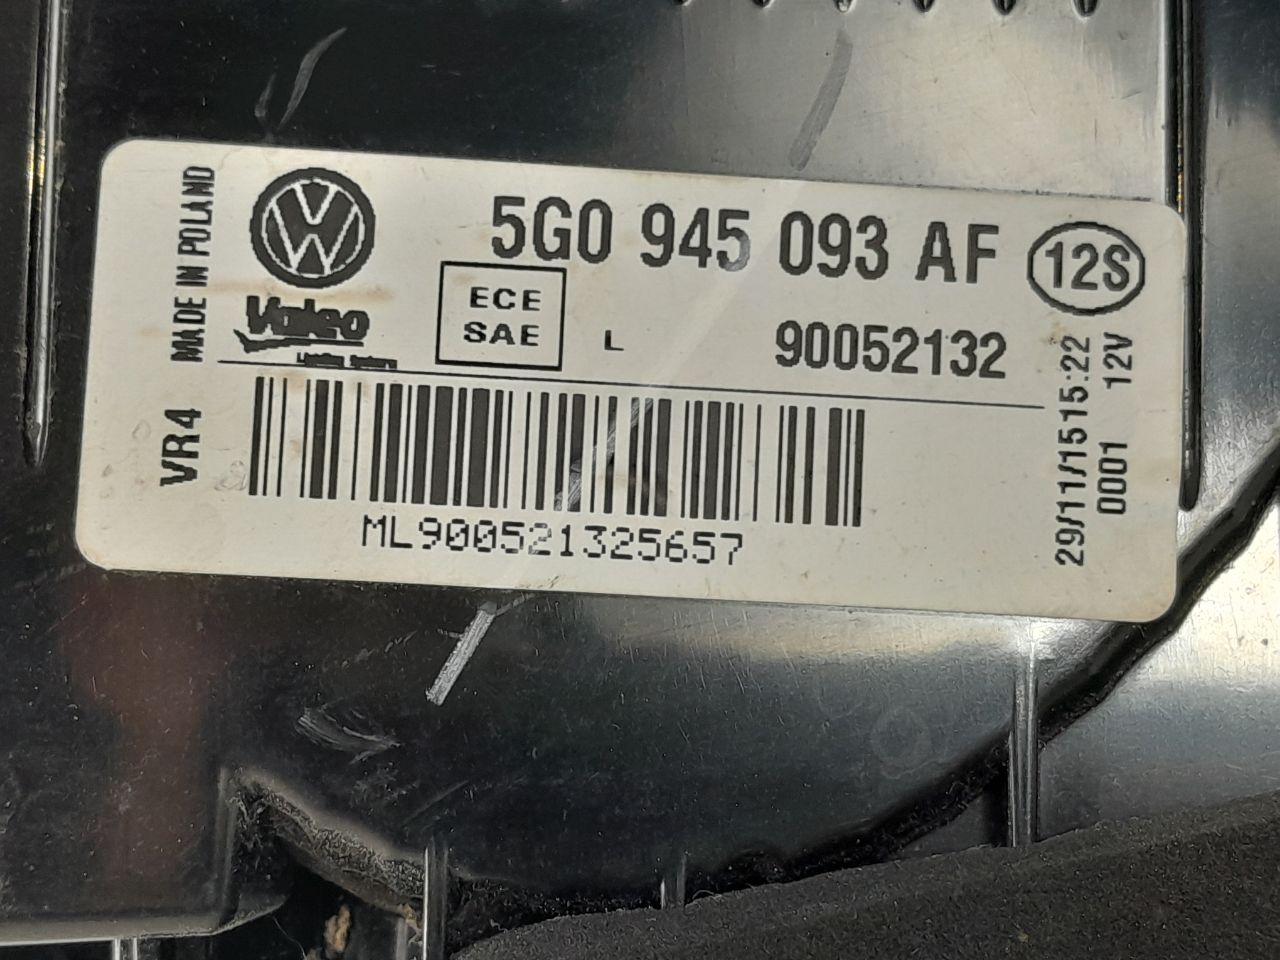 MADE IN POLAND
5G0 945 093 AF
12S
Valeo
ECE
SAE
L
90052132
VR4
ML900521325657
29/11/1515:22
0001 12V